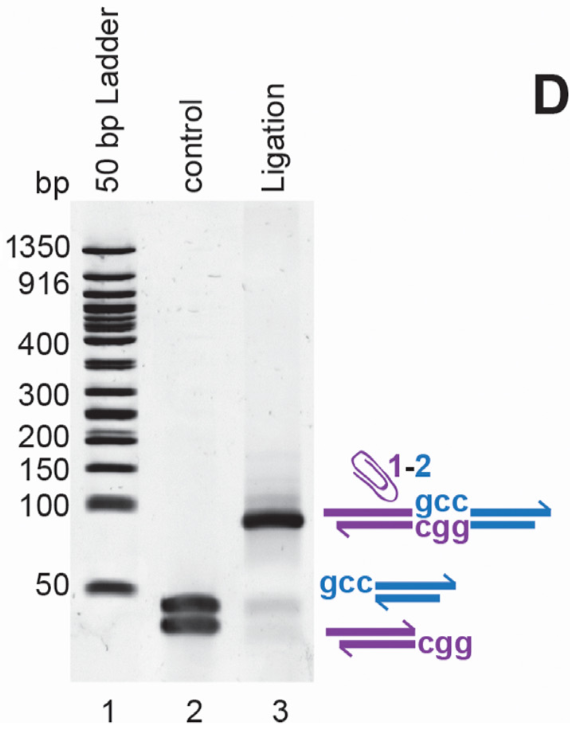 50 bp Ladder
control
Ligation
D
bp
1350
916
400
300
200
150
100
50
1-2
gcc
cgg
gcc
cgg
1 2 3